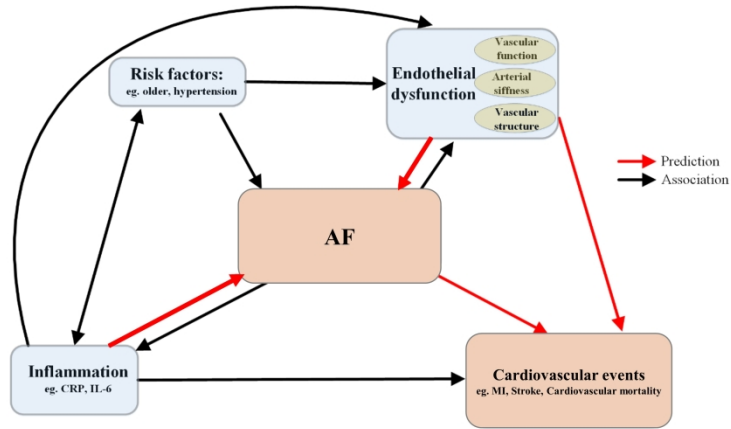 Risk factors:
eg. older, hypertension
Endothelial
dysfunction
Vascular
function
Arterial
siffness
Vascular
structure
Prediction
Association
AF
Inflammation
eg. CRP, IL-6
Cardiovascular events
eg. MI, Stroke, Cardiovascular mortality